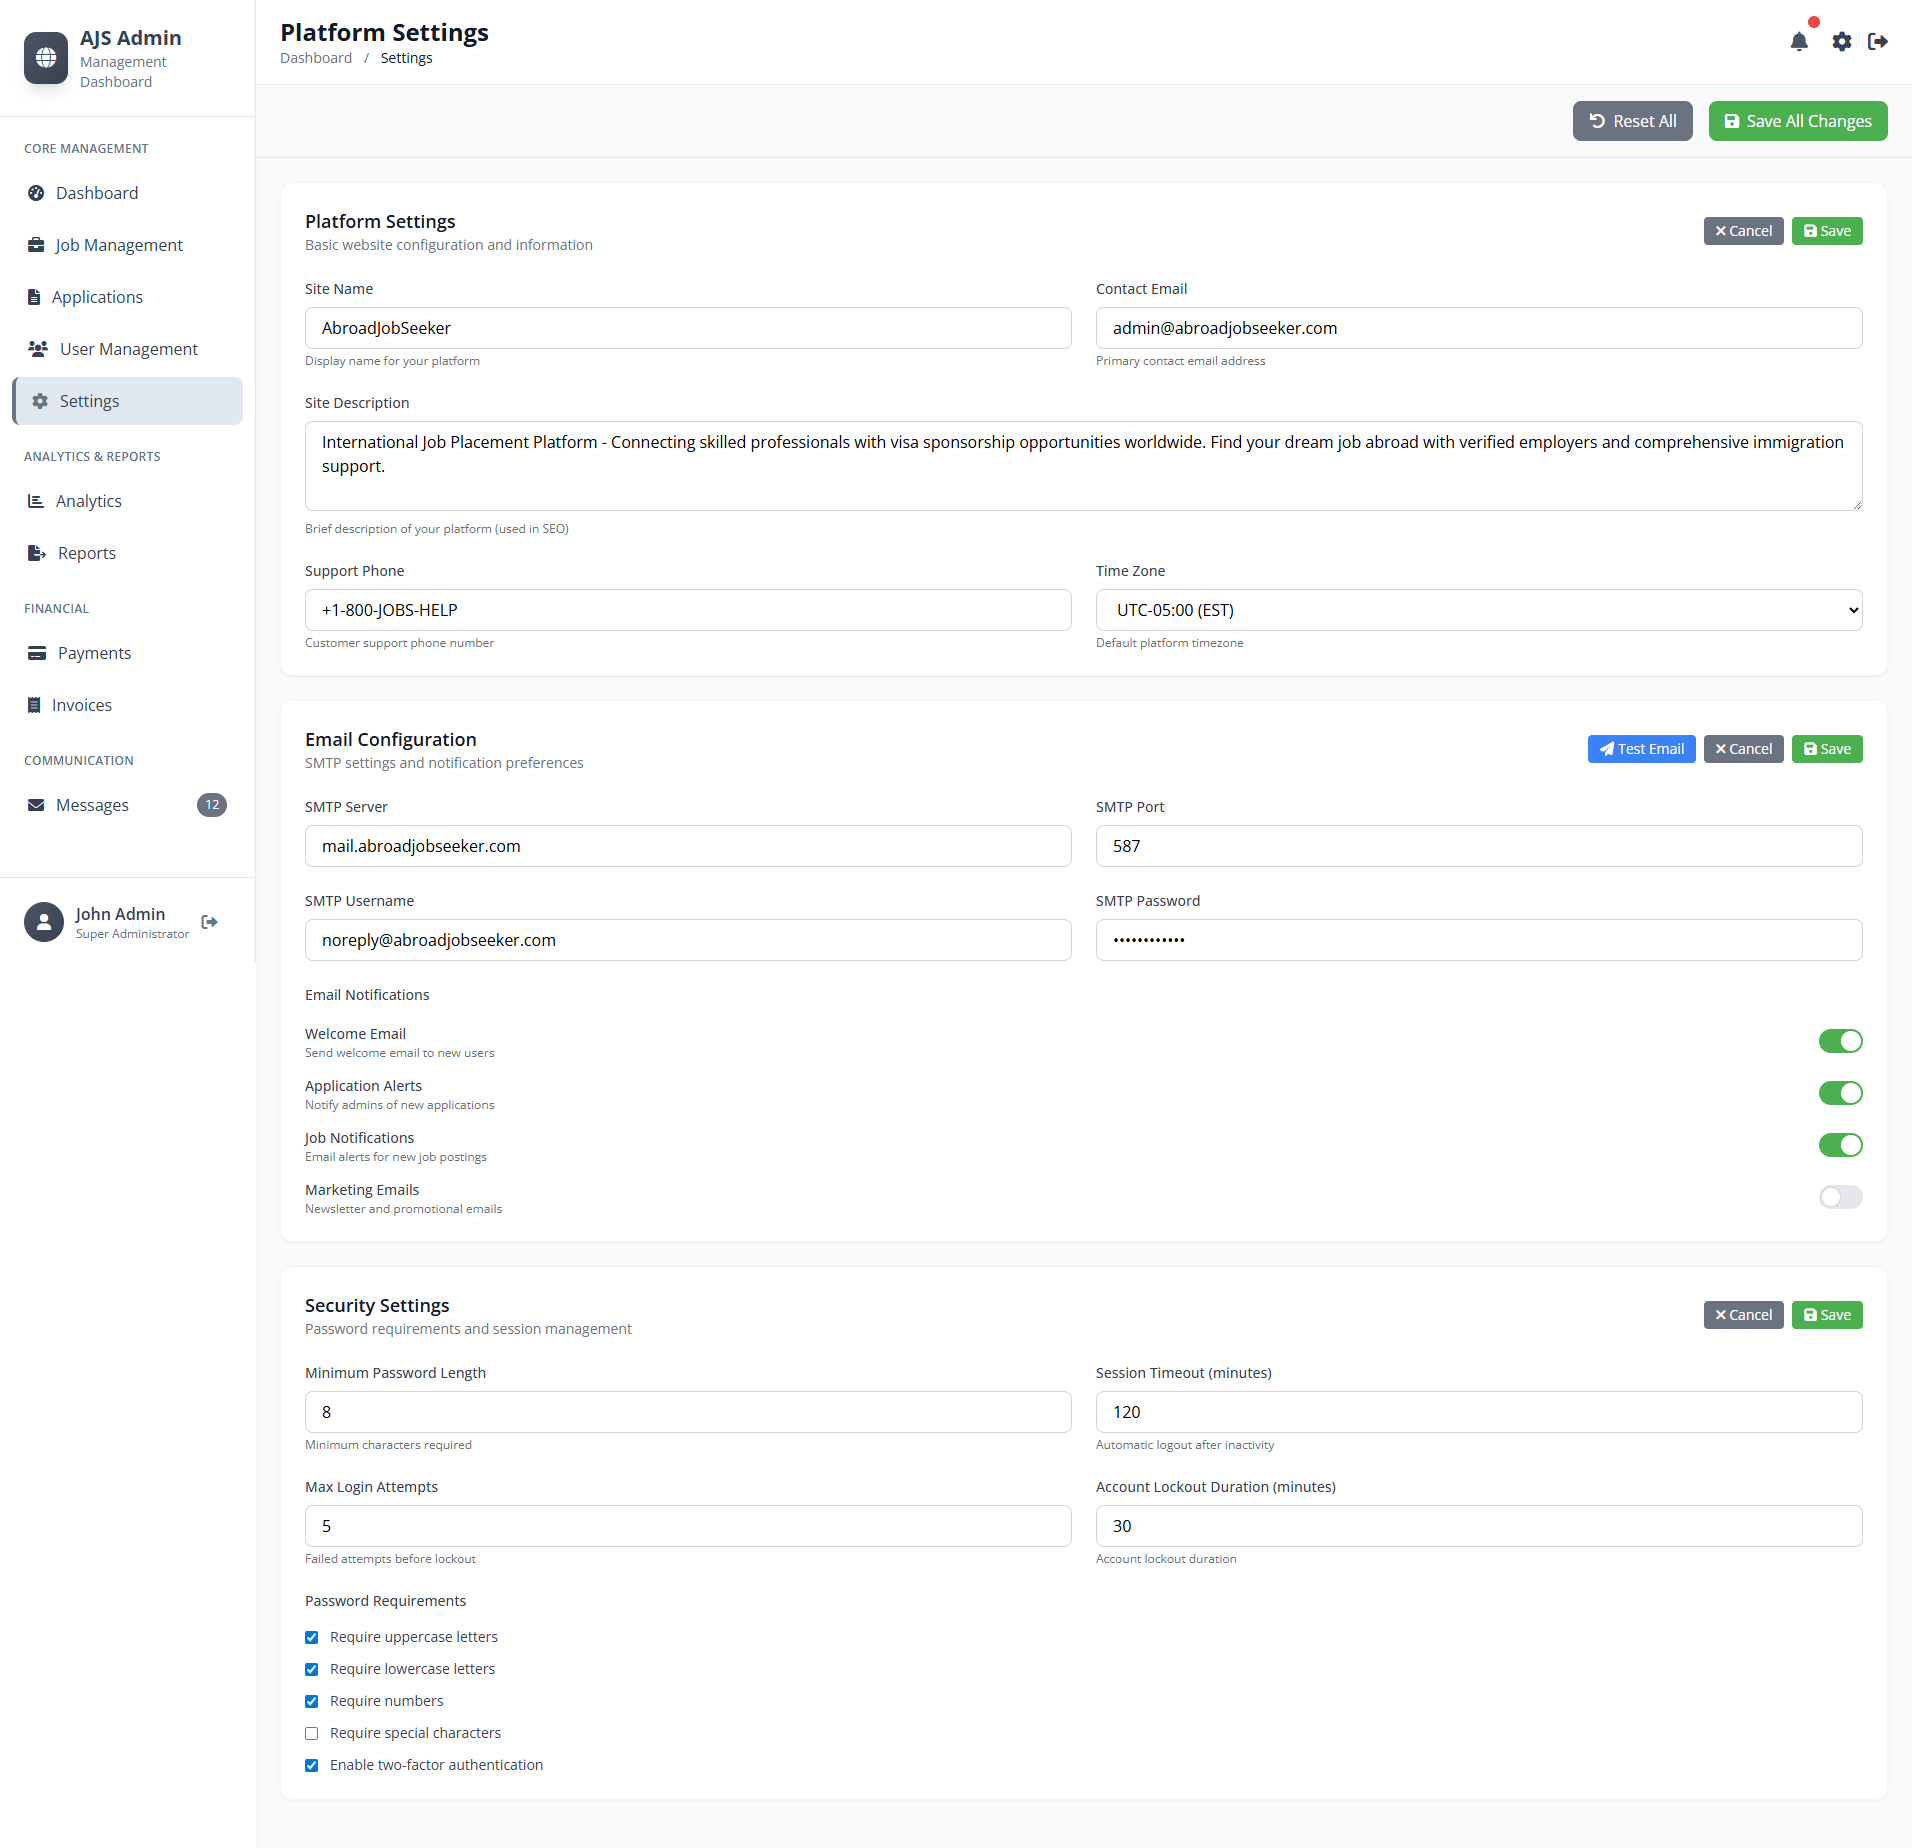 AJS Admin
Management
Dashboard
CORE MANAGEMENT
Dashboard
Job Management
Applications
User Management
Settings
ANALYTICS & REPORTS
Analytics
Reports
FINANCIAL
Payments
Invoices
COMMUNICATION
Messages 12
John Admin
Super Administrator
Platform Settings
Dashboard / Settings
Reset All Save All Changes
Platform Settings
Basic website configuration and information
Cancel Save
Site Name Contact Email
AbroadJobSeeker admin@abroadjobseeker.com
Display name for your platform Primary contact email address
Site Description
International Job Placement Platform - Connecting skilled professionals with visa sponsorship opportunities worldwide. Find your dream job abroad with verified employers and comprehensive immigration
support.
Brief description of your platform (used in SEO)
Support Phone Time Zone
+1-800-JOBS-HELP UTC-05:00 (EST)
Customer support phone number Default platform timezone
Email Configuration
SMTP settings and notification preferences
Test Email Cancel Save
SMTP Server SMTP Port
mail.abroadjobseeker.com 587
SMTP Username SMTP Password
noreply@abroadjobseeker.com ••••••••••••
Email Notifications
Welcome Email
Send welcome email to new users
Application Alerts
Notify admins of new applications
Job Notifications
Email alerts for new job postings
Marketing Emails
Newsletter and promotional emails
Security Settings
Password requirements and session management
Cancel Save
Minimum Password Length Session Timeout (minutes)
8 120
Minimum characters required Automatic logout after inactivity
Max Login Attempts Account Lockout Duration (minutes)
5 30
Failed attempts before lockout Account lockout duration
Password Requirements
Require uppercase letters
Require lowercase letters
Require numbers
Require special characters
Enable two-factor authentication